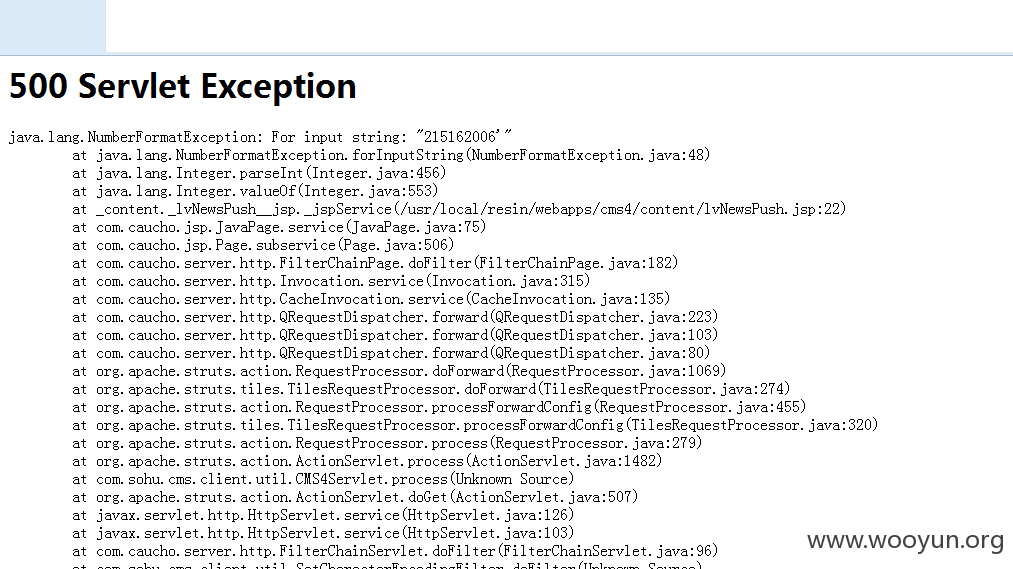 500 Servlet Exception
java.lang.NumberFormatException: For input string: "215162006'"
at java.lang.NumberFormatException.forInputString(NumberFormatException.java:48)
at java.lang.Integer.parseInt(Integer.java:456)
at java.lang.Integer.valueOf(Integer.java:553)
at _content._lvNewsPush__jsp._jspService(/usr/local/resin/webapps/cms4/content/lvNewsPush.jsp:22)
at com.caucho.jsp.JavaPage.service(JavaPage.java:75)
at com.caucho.jsp.Page.subservice(Page.java:506)
at com.caucho.server.http.FilterChainPage.doFilter(FilterChainPage.java:182)
at com.caucho.server.http.Invocation.service(Invocation.java:315)
at com.caucho.server.http.CacheInvocation.service(CacheInvocation.java:135)
at com.caucho.server.http.QRequestDispatcher.forward(QRequestDispatcher.java:223)
at com.caucho.server.http.QRequestDispatcher.forward(QRequestDispatcher.java:103)
at com.caucho.server.http.QRequestDispatcher.forward(QRequestDispatcher.java:80)
at org.apache.struts.action.RequestProcessor.doForward(RequestProcessor.java:1069)
at org.apache.struts.tiles.TilesRequestProcessor.doForward(TilesRequestProcessor.java:274)
at org.apache.struts.action.RequestProcessor.processForwardConfig(RequestProcessor.java:455)
at org.apache.struts.tiles.TilesRequestProcessor.processForwardConfig(TilesRequestProcessor.java:320)
at org.apache.struts.action.RequestProcessor.process(RequestProcessor.java:279)
at org.apache.struts.action.ActionServlet.process(ActionServlet.java:1482)
at com.sohu.cms.client.util.CMS4Servlet.process(Unknown Source)
at org.apache.struts.action.ActionServlet.doGet(ActionServlet.java:507)
at javax.servlet.http.HttpServlet.service(HttpServlet.java:126)
at javax.servlet.http.HttpServlet.service(HttpServlet.java:103)
at com.caucho.server.http.FilterChainServlet.doFilter(FilterChainServlet.java:96)
at com.sohu.cms.client.util.SetCharacterEncodingFilter.doFilter(Unknown Source)
www.wooyun.org